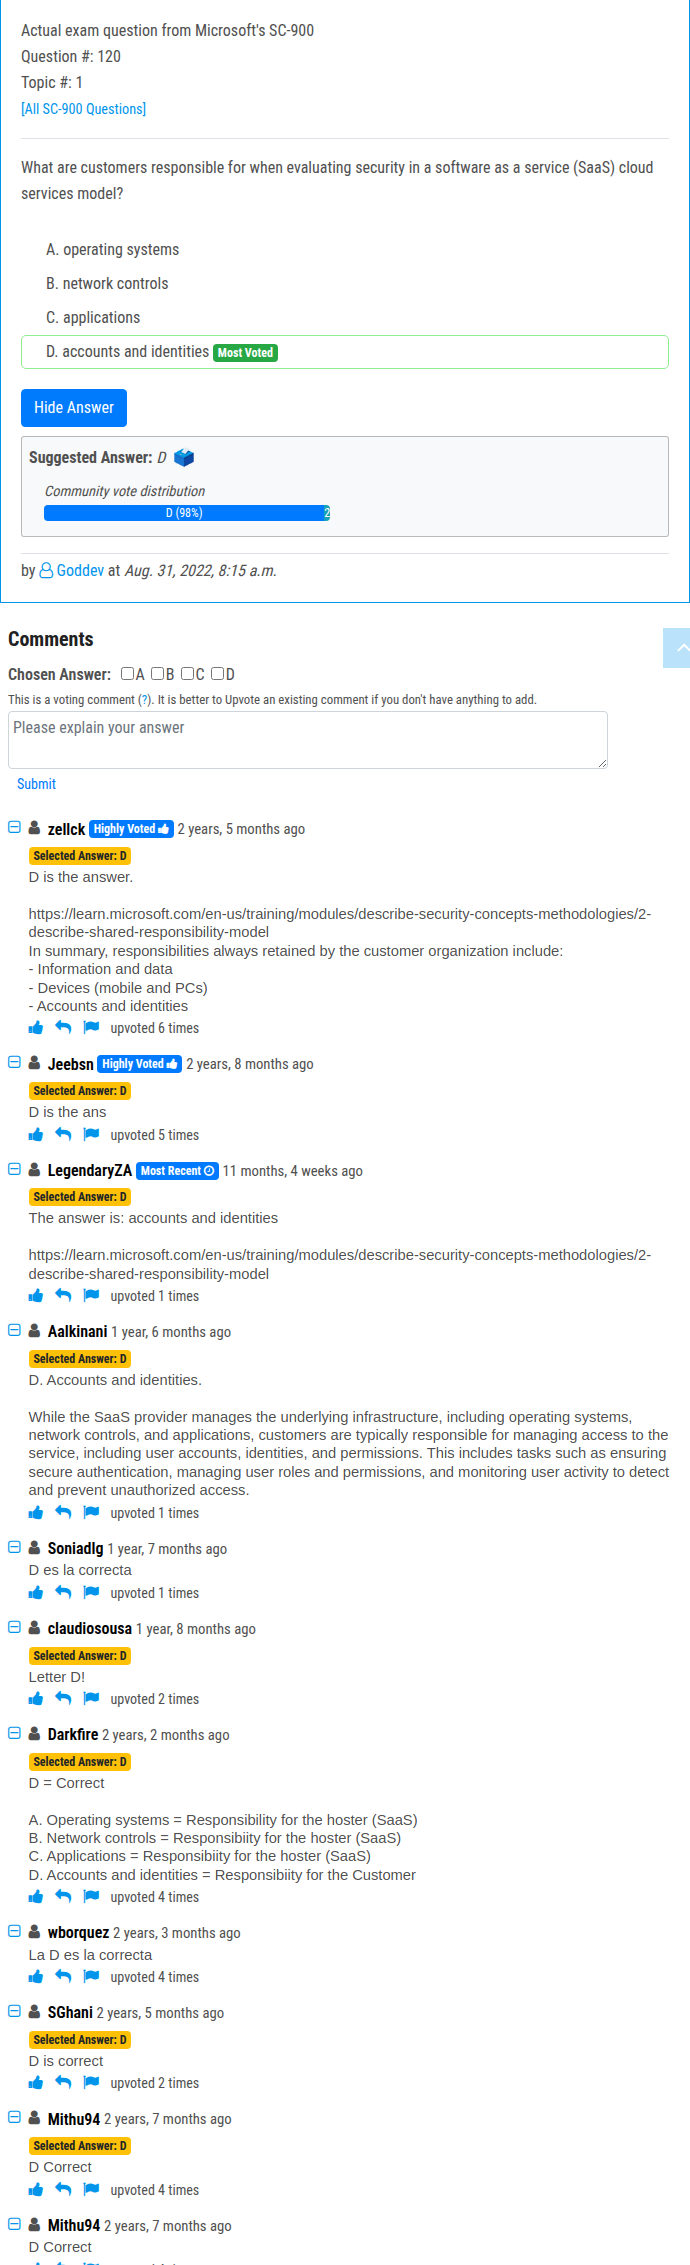 Actual exam question from Microsoft's SC-900
Question #: 120
Topic #: 1
[All SC-900 Questions]
What are customers responsible for when evaluating security in a software as a service (SaaS) cloud
services model?
A. operating systems
B. network controls
C. applications
D. accounts and identities Most Voted
Hide Answer
Suggested Answer: D
Community vote distribution
D (98%) 2
by Goddev at Aug. 31, 2022, 8:15 a.m.
Comments
Chosen Answer: A B C D
This is a voting comment (?). It is better to Upvote an existing comment if you don't have anything to add.
Please explain your answer
Submit
zellck Highly Voted 2 years, 5 months ago
Selected Answer: D
D is the answer.
https://learn.microsoft.com/en-us/training/modules/describe-security-concepts-methodologies/2-
describe-shared-responsibility-model
In summary, responsibilities always retained by the customer organization include:
- Information and data
- Devices (mobile and PCs)
- Accounts and identities
upvoted 6 times
Jeebsn Highly Voted 2 years, 8 months ago
Selected Answer: D
D is the ans
upvoted 5 times
LegendaryZA Most Recent 11 months, 4 weeks ago
Selected Answer: D
The answer is: accounts and identities
https://learn.microsoft.com/en-us/training/modules/describe-security-concepts-methodologies/2-
describe-shared-responsibility-model
upvoted 1 times
Aalkinani 1 year, 6 months ago
Selected Answer: D
D. Accounts and identities.
While the SaaS provider manages the underlying infrastructure, including operating systems,
network controls, and applications, customers are typically responsible for managing access to the
service, including user accounts, identities, and permissions. This includes tasks such as ensuring
secure authentication, managing user roles and permissions, and monitoring user activity to detect
and prevent unauthorized access.
upvoted 1 times
Soniadlg 1 year, 7 months ago
D es la correcta
upvoted 1 times
claudiosousa 1 year, 8 months ago
Selected Answer: D
Letter D!
upvoted 2 times
Darkfire 2 years, 2 months ago
Selected Answer: D
D = Correct
A. Operating systems = Responsibility for the hoster (SaaS)
B. Network controls = Responsibiity for the hoster (SaaS)
C. Applications = Responsibiity for the hoster (SaaS)
D. Accounts and identities = Responsibiity for the Customer
upvoted 4 times
wborquez 2 years, 3 months ago
La D es la correcta
upvoted 4 times
SGhani 2 years, 5 months ago
Selected Answer: D
D is correct
upvoted 2 times
Mithu94 2 years, 7 months ago
Selected Answer: D
D Correct
upvoted 4 times
Mithu94 2 years, 7 months ago
D Correct